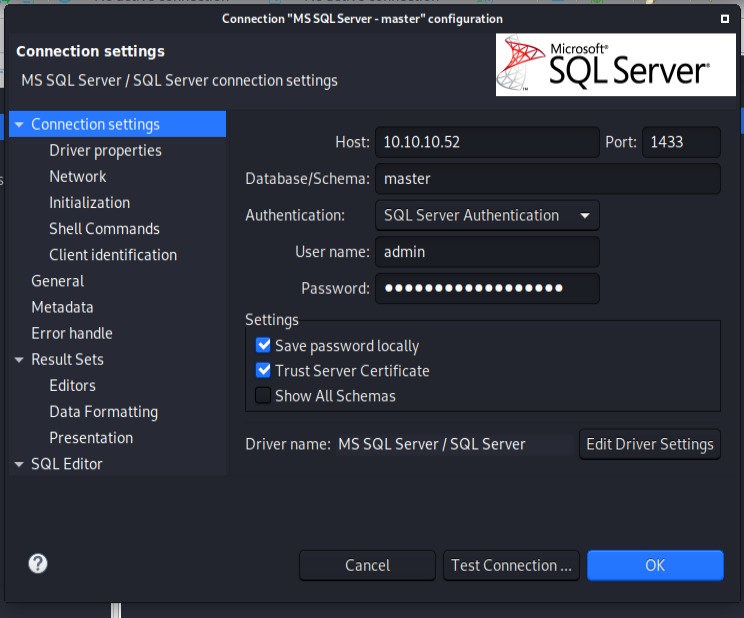 Connection "MS SQL Server - master" configuration
Connection settings
MS SQL Server / SQL Server connection settings
Microsoft®
SQL Server®
Connection settings
Driver properties
Network
Initialization
Shell Commands
Client identification
General
Metadata
Error handle
Result Sets
Editors
Data Formatting
Presentation
SQL Editor
Host: 10.10.10.52 Port: 1433
Database/Schema: master
Authentication: SQL Server Authentication
User name: admin
Password: ••••••••••••••••••
Settings
Save password locally
Trust Server Certificate
Show All Schemas
Driver name: MS SQL Server / SQL Server Edit Driver Settings
? Cancel Test Connection ... OK